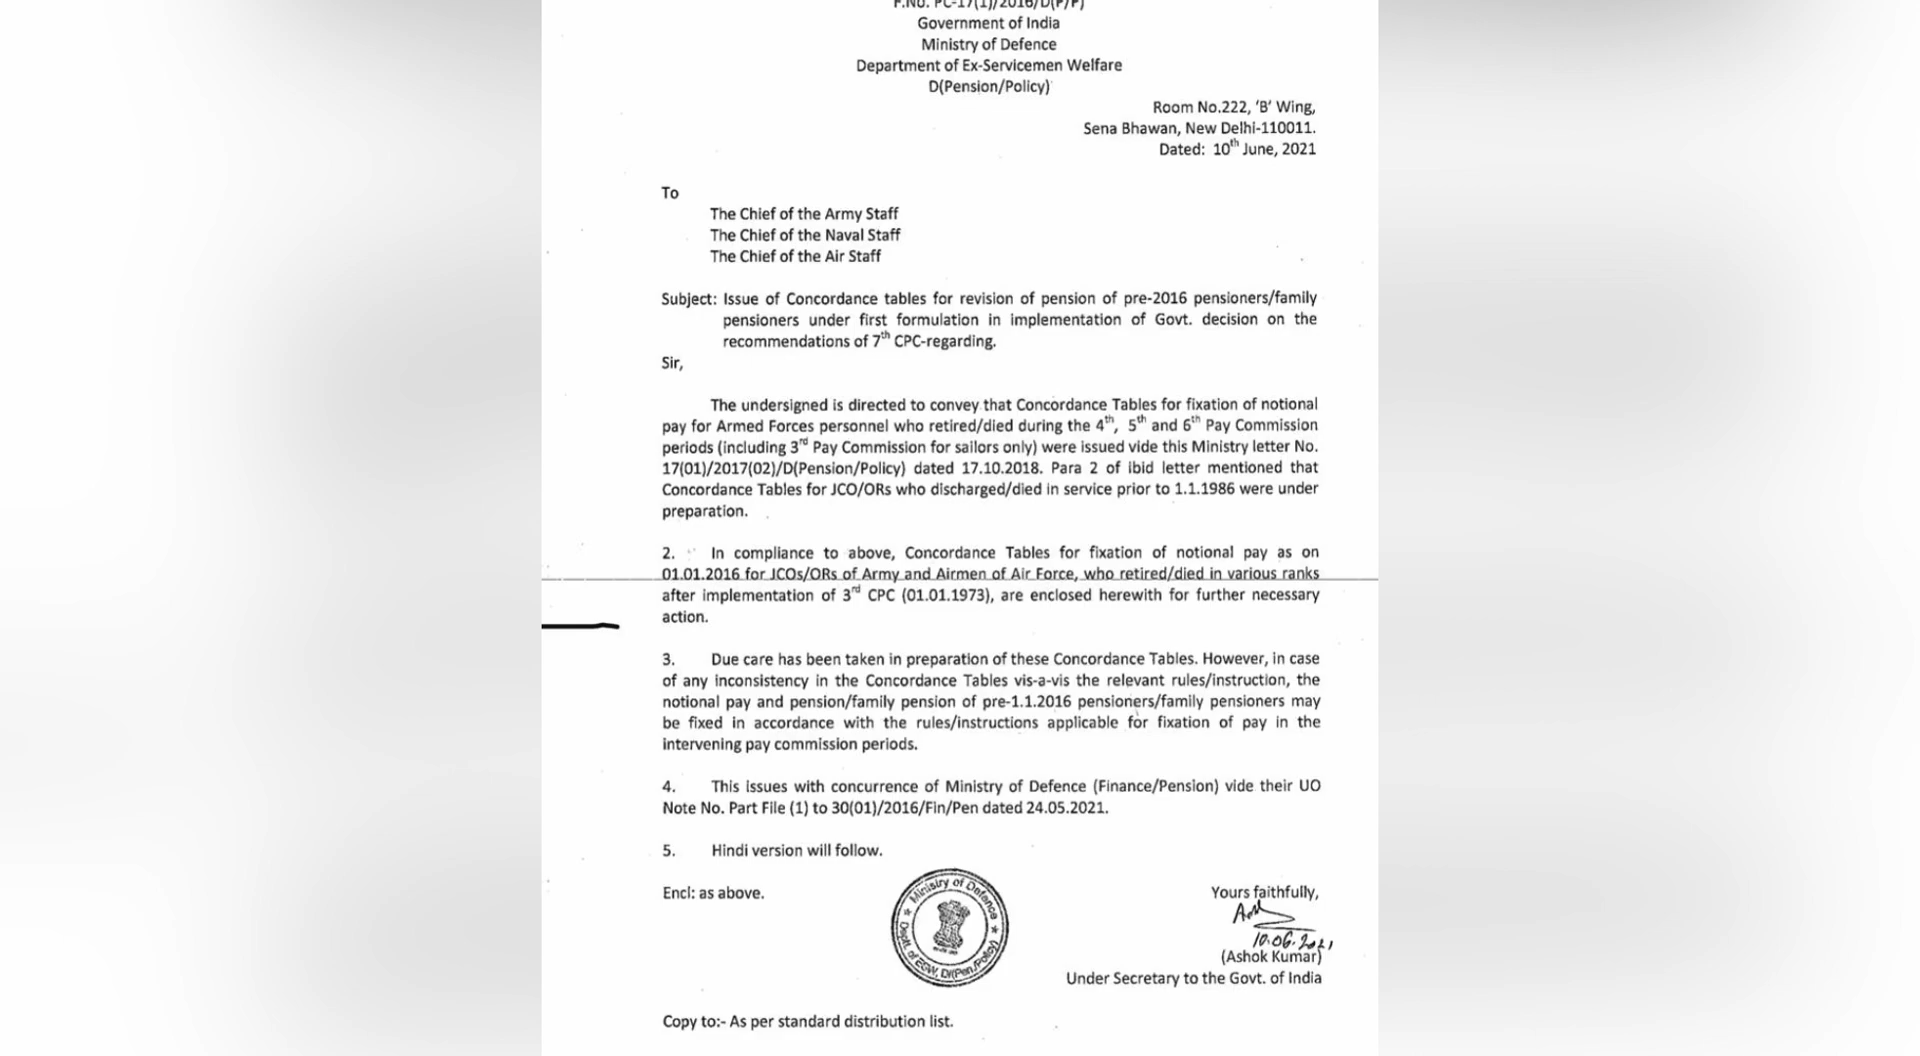 F.No. PC-17(1)/2016/D(P/P)
Government of India
Ministry of Defence
Department of Ex-Servicemen Welfare
D(Pension/Policy)
Room No.222, ‘B’ Wing,
Sena Bhawan, New Delhi-110011.
Dated: 10th June, 2021
To
The Chief of the Army Staff
The Chief of the Naval Staff
The Chief of the Air Staff
Subject: Issue of Concordance tables for revision of pension of pre-2016 pensioners/family
pensioners under first formulation in implementation of Govt. decision on the
recommendations of 7th CPC-regarding.
Sir,
The undersigned is directed to convey that Concordance Tables for fixation of notional
pay for Armed Forces personnel who retired/died during the 4th, 5th and 6th Pay Commission
periods (including 3rd Pay Commission for sailors only) were issued vide this Ministry letter No.
17(01)/2017(02)/D(Pension/Policy) dated 17.10.2018. Para 2 of ibid letter mentioned that
Concordance Tables for JCO/ORs who discharged/died in service prior to 1.1.1986 were under
preparation.
2. In compliance to above, Concordance Tables for fixation of notional pay as on
01.01.2016 for JCOs/ORs of Army and Airmen of Air Force, who retired/died in various ranks
after implementation of 3rd CPC (01.01.1973), are enclosed herewith for further necessary
action.
3. Due care has been taken in preparation of these Concordance Tables. However, in case
of any inconsistency in the Concordance Tables vis-a-vis the relevant rules/instruction, the
notional pay and pension/family pension of pre-1.1.2016 pensioners/family pensioners may
be fixed in accordance with the rules/instructions applicable for fixation of pay in the
intervening pay commission periods.
4. This issues with concurrence of Ministry of Defence (Finance/Pension) vide their UO
Note No. Part File (1) to 30(01)/2016/Fin/Pen dated 24.05.2021.
5. Hindi version will follow.
Encl: as above.
Ministry of Defence
Deptt. of ESW, D(Pen/Policy)
Yours faithfully,
10.06.2021
(Ashok Kumar)
Under Secretary to the Govt. of India
Copy to:- As per standard distribution list.